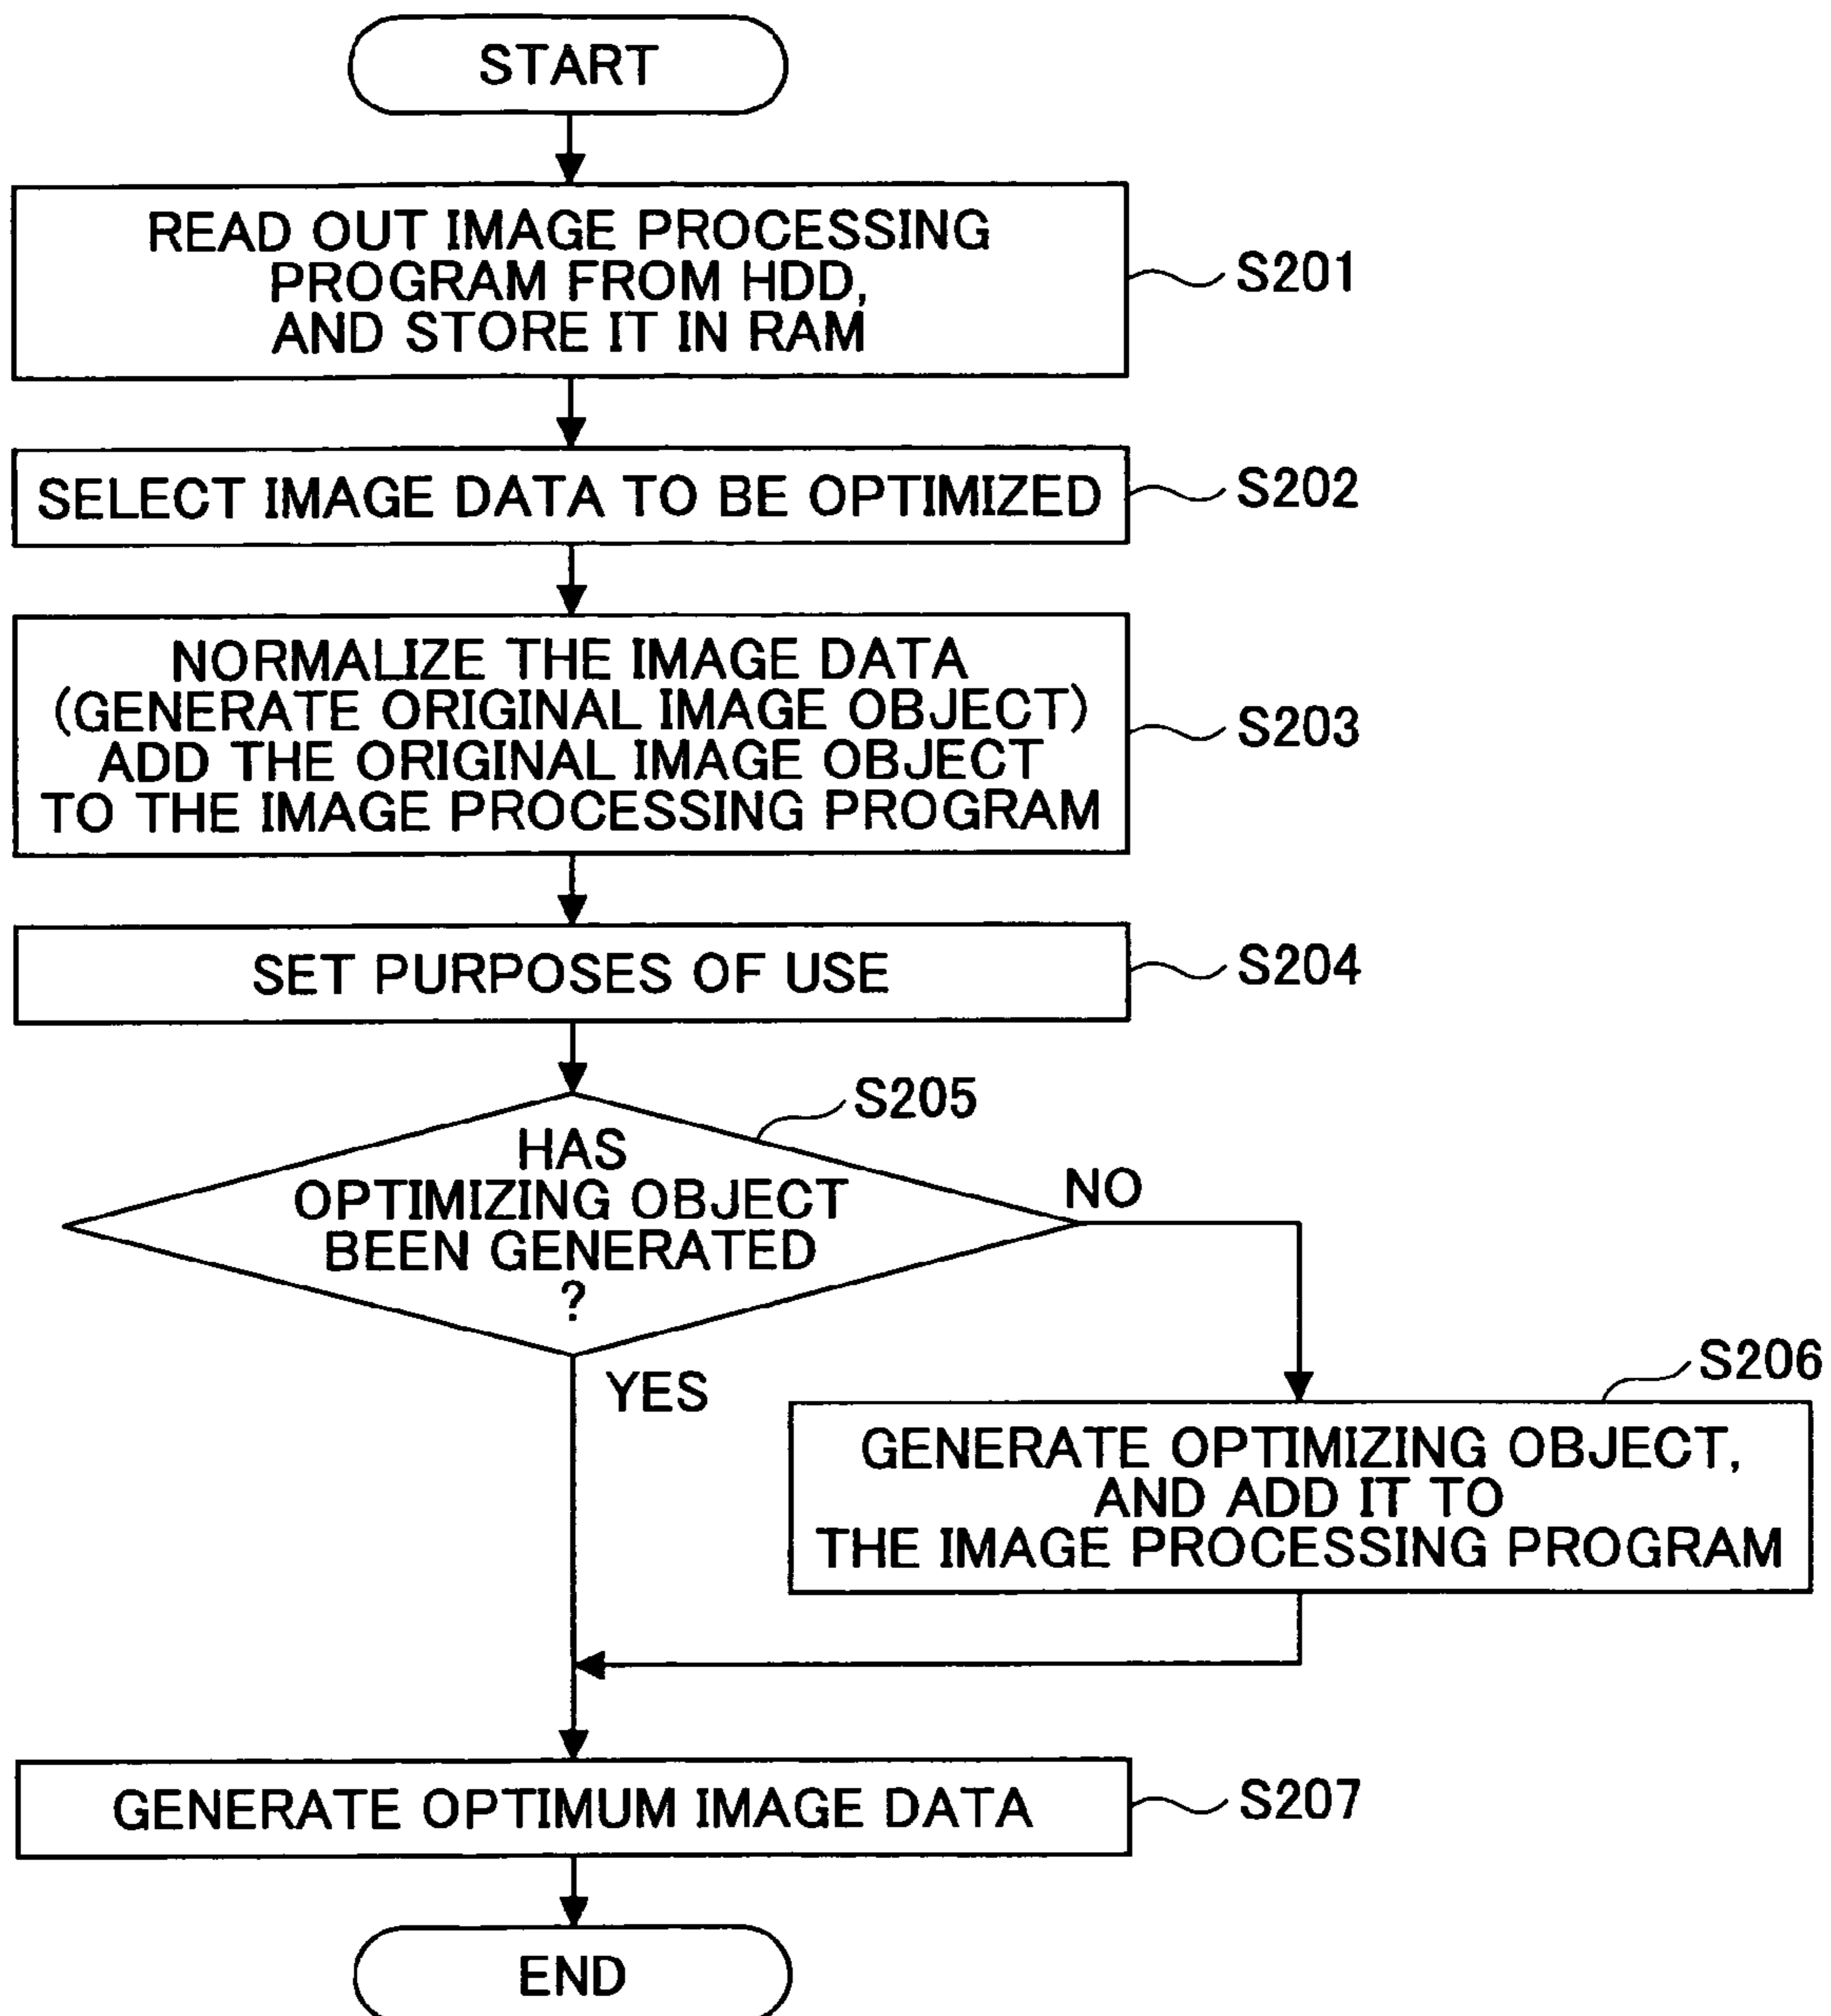 START
READ OUT IMAGE PROCESSING
PROGRAM FROM HDD,
AND STORE IT IN RAM
S201
SELECT IMAGE DATA TO BE OPTIMIZED
S202
NORMALIZE THE IMAGE DATA
(GENERATE ORIGINAL IMAGE OBJECT)
ADD THE ORIGINAL IMAGE OBJECT
TO THE IMAGE PROCESSING PROGRAM
S203
SET PURPOSES OF USE
S204
S205
HAS
OPTIMIZING OBJECT
BEEN GENERATED
?
NO
YES
S206
GENERATE OPTIMIZING OBJECT,
AND ADD IT TO
THE IMAGE PROCESSING PROGRAM
GENERATE OPTIMUM IMAGE DATA
S207
END